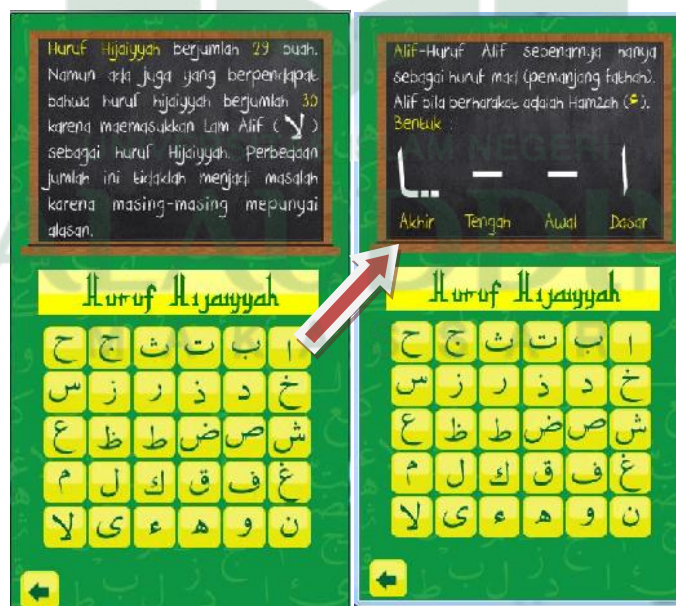 Huruf Hijaiyyah berjumlah 29 buah.
Namun ada juga yang berpendapat
bahwa huruf hijaiyyah berjumlah 30
karena maemasukkan Lam Alif ( لا )
sebagai huruf Hijaiyyah. Perbedaan
jumlah ini tidaklah menjadi masalah
karena masing-masing mepunyai
alasan.
Huruf Hijaiyyah
ا ب ت ث ج ح
خ د ذ ر ز س
ش ص ض ط ظ ع
غ ف ق ك ل م
ن و ه ء ى لا
Alif-Huruf Alif sebenarnya hanya
sebagai huruf mad (pemanjang fathah).
Alif bila berharakat adalah Hamzah (ء).
Bentuk :
ا — — ـا
Akhir Tengah Awal Dasar
Huruf Hijaiyyah
ا ب ت ث ج ح
خ د ذ ر ز س
ش ص ض ط ظ ع
غ ف ق ك ل م
ن و ه ء ى لا